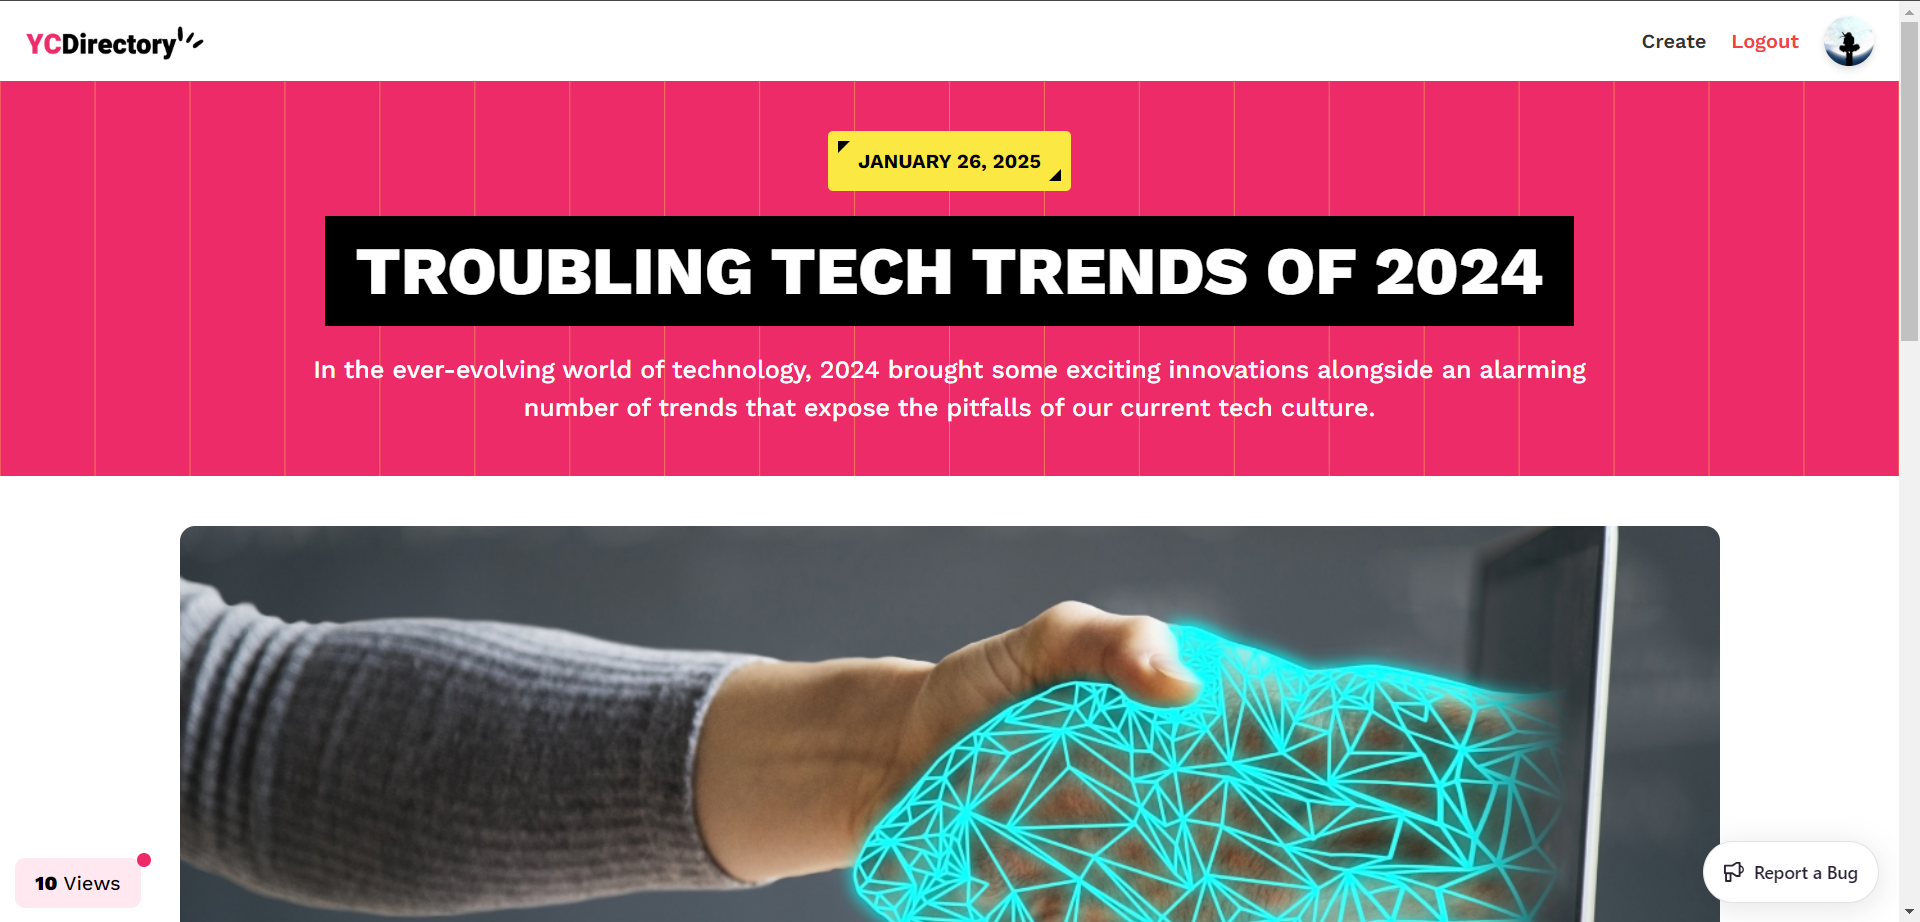 YCDirectory
Create
Logout
JANUARY 26, 2025
TROUBLING TECH TRENDS OF 2024
In the ever-evolving world of technology, 2024 brought some exciting innovations alongside an alarming
number of trends that expose the pitfalls of our current tech culture.
10 Views
Report a Bug